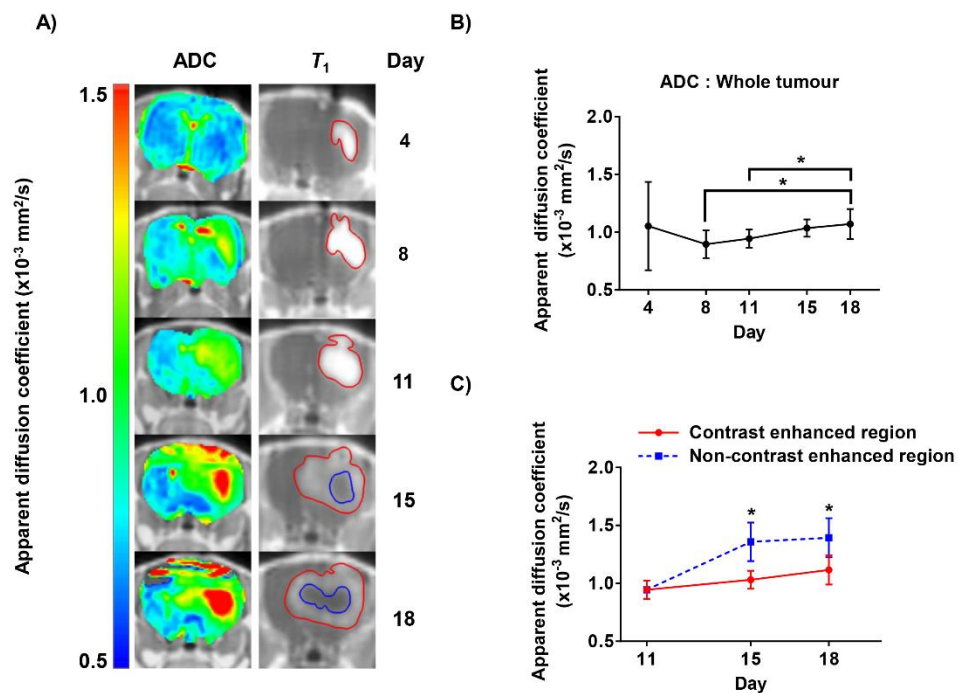 A)
ADC
T1
Day
Apparent diffusion coefficient (x10⁻³ mm²/s)
1.5
1.0
0.5
4
8
11
15
18
B)
ADC : Whole tumour
Apparent diffusion coefficient
(x10⁻³ mm²/s)
2.0
1.5
1.0
0.5
*
*
4 8 11 15 18
Day
C)
Contrast enhanced region
Non-contrast enhanced region
Apparent diffusion coefficient
(x10⁻³ mm²/s)
2.0
1.5
1.0
0.5
* *
11 15 18
Day